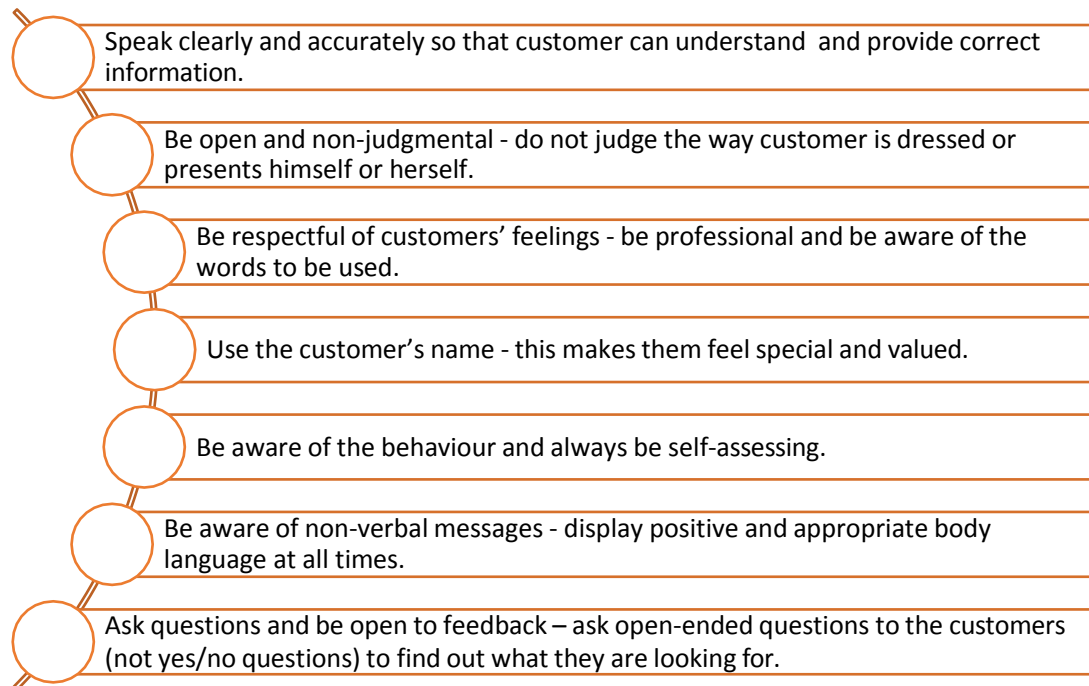 Speak clearly and accurately so that customer can understand  and provide correct
information.
Be open and non-judgmental - do not judge the way customer is dressed or
presents himself or herself.
Be respectful of customers’ feelings - be professional and be aware of the
words to be used.
Use the customer’s name - this makes them feel special and valued.
Be aware of the behaviour and always be self-assessing.
Be aware of non-verbal messages - display positive and appropriate body
language at all times.
Ask questions and be open to feedback – ask open-ended questions to the customers
(not yes/no questions) to find out what they are looking for.